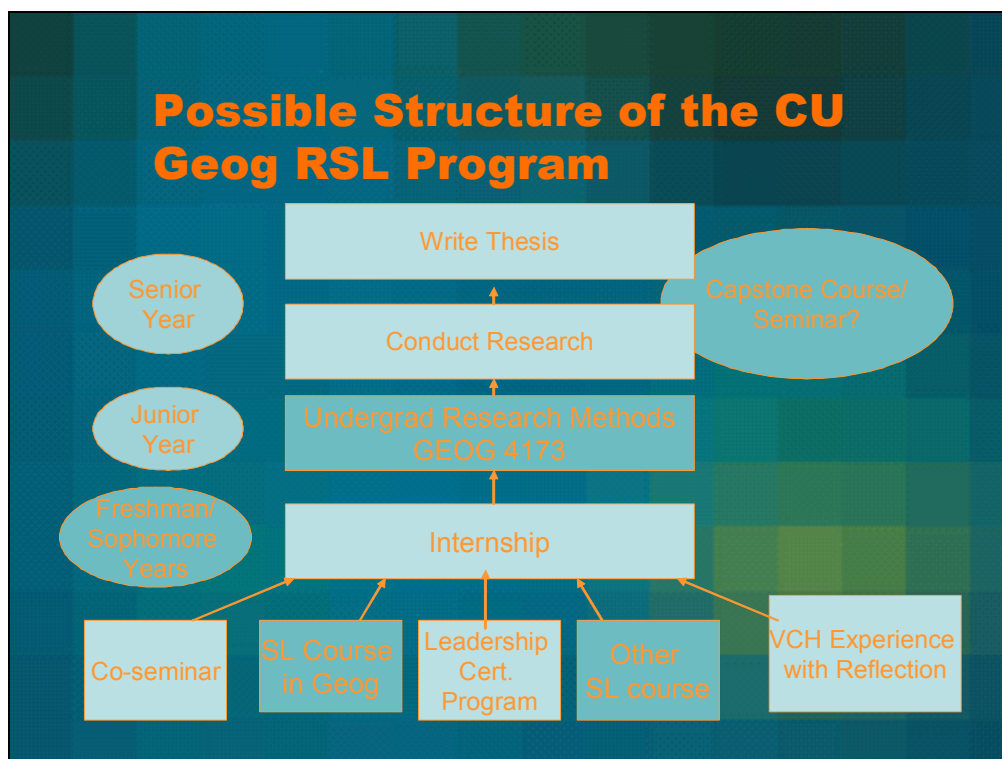 Possible Structure of the CU
Geog RSL Program
Write Thesis
Senior
Year
Capstone Course/
Seminar?
Conduct Research
Junior
Year
Undergrad Research Methods
GEOG 4173
Freshman/
Sophomore
Years
Internship
Co-seminar
SL Course
in Geog
Leadership
Cert.
Program
Other
SL course
VCH Experience
with Reflection